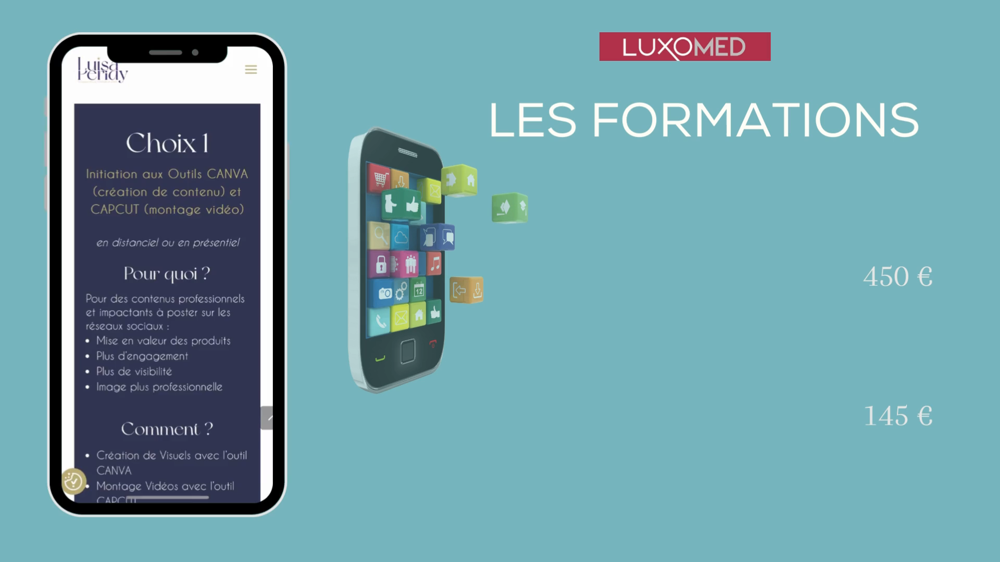 Luisa
Peridy
Choix 1
Initiation aux Outils CANVA
(création de contenu) et
CAPCUT (montage vidéo)
en distanciel ou en présentiel
Pour quoi ?
Pour des contenus professionnels
et impactants à poster sur les
réseaux sociaux :
• Mise en valeur des produits
• Plus d'engagement
• Plus de visibilité
• Image plus professionnelle
Comment ?
• Création de Visuels avec l'outil
CANVA
• Montage Vidéos avec l'outil
CAPCUT
12
LUXOMED
LES FORMATIONS
450 €
145 €